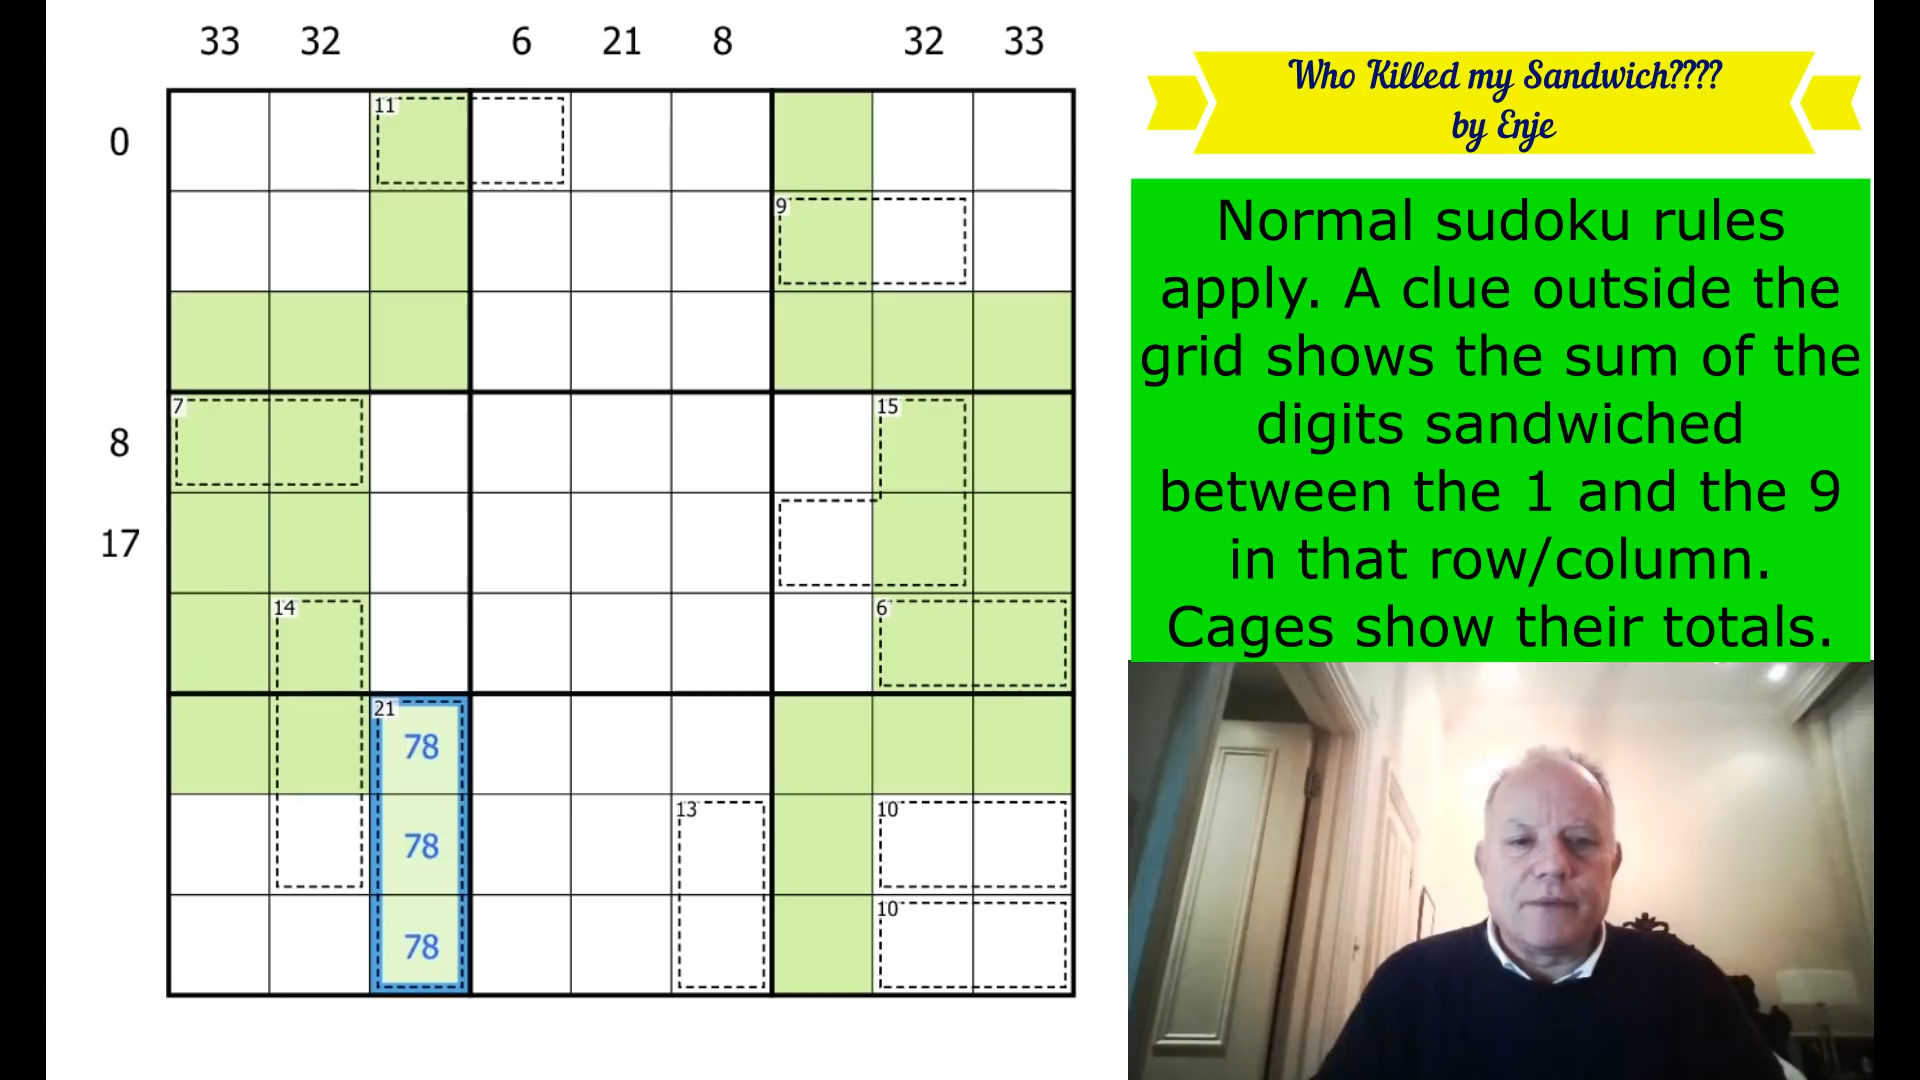 33 32 6 21 8 32 33
Who Killed my Sandwich????
by Enje
0
11
9
Normal sudoku rules
apply. A clue outside the
grid shows the sum of the
digits sandwiched
between the 1 and the 9
in that row/column.
Cages show their totals.
8
7
15
17
14
6
21
78
13
10
78
10
78